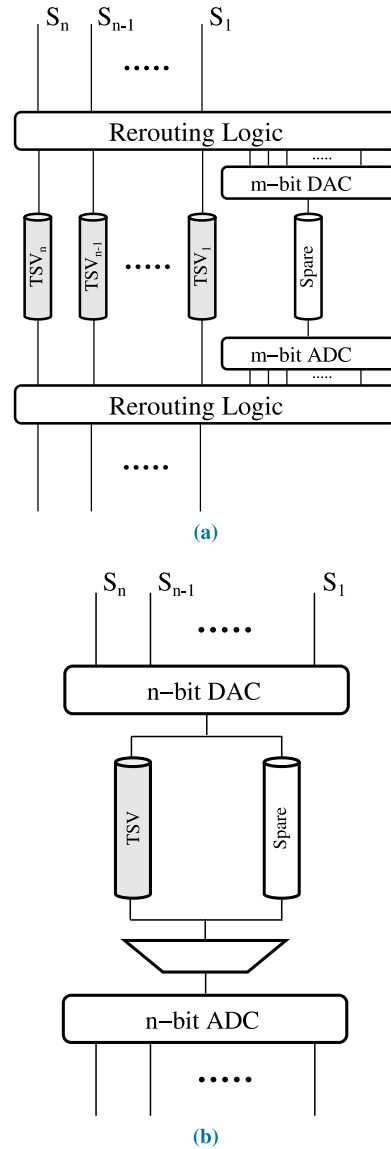 Sn Sn-1 S1
.....
Rerouting Logic
.....
m-bit DAC
TSVn TSVn-1 ..... TSV1 Spare
m-bit ADC
.....
Rerouting Logic
.....
(a)
Sn Sn-1 S1
.....
n-bit DAC
TSV Spare
n-bit ADC
.....
(b)